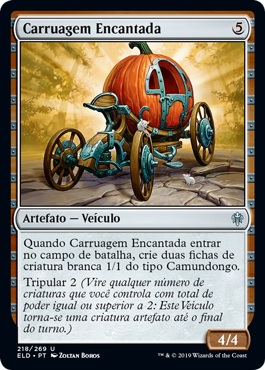 Carruagem Encantada 5
Artefato — Veículo
Quando Carruagem Encantada entrar
no campo de batalha, crie duas fichas de
criatura branca 1/1 do tipo Camundongo.
Tripular 2 (Vire qualquer número de
criaturas que você controla com total de
poder igual ou superior a 2: Este Veículo
torna-se uma criatura artefato até o final
do turno.)
4/4
218/269 U
ELD • PT Zoltan Boros
™ & © 2019 Wizards of the Coast